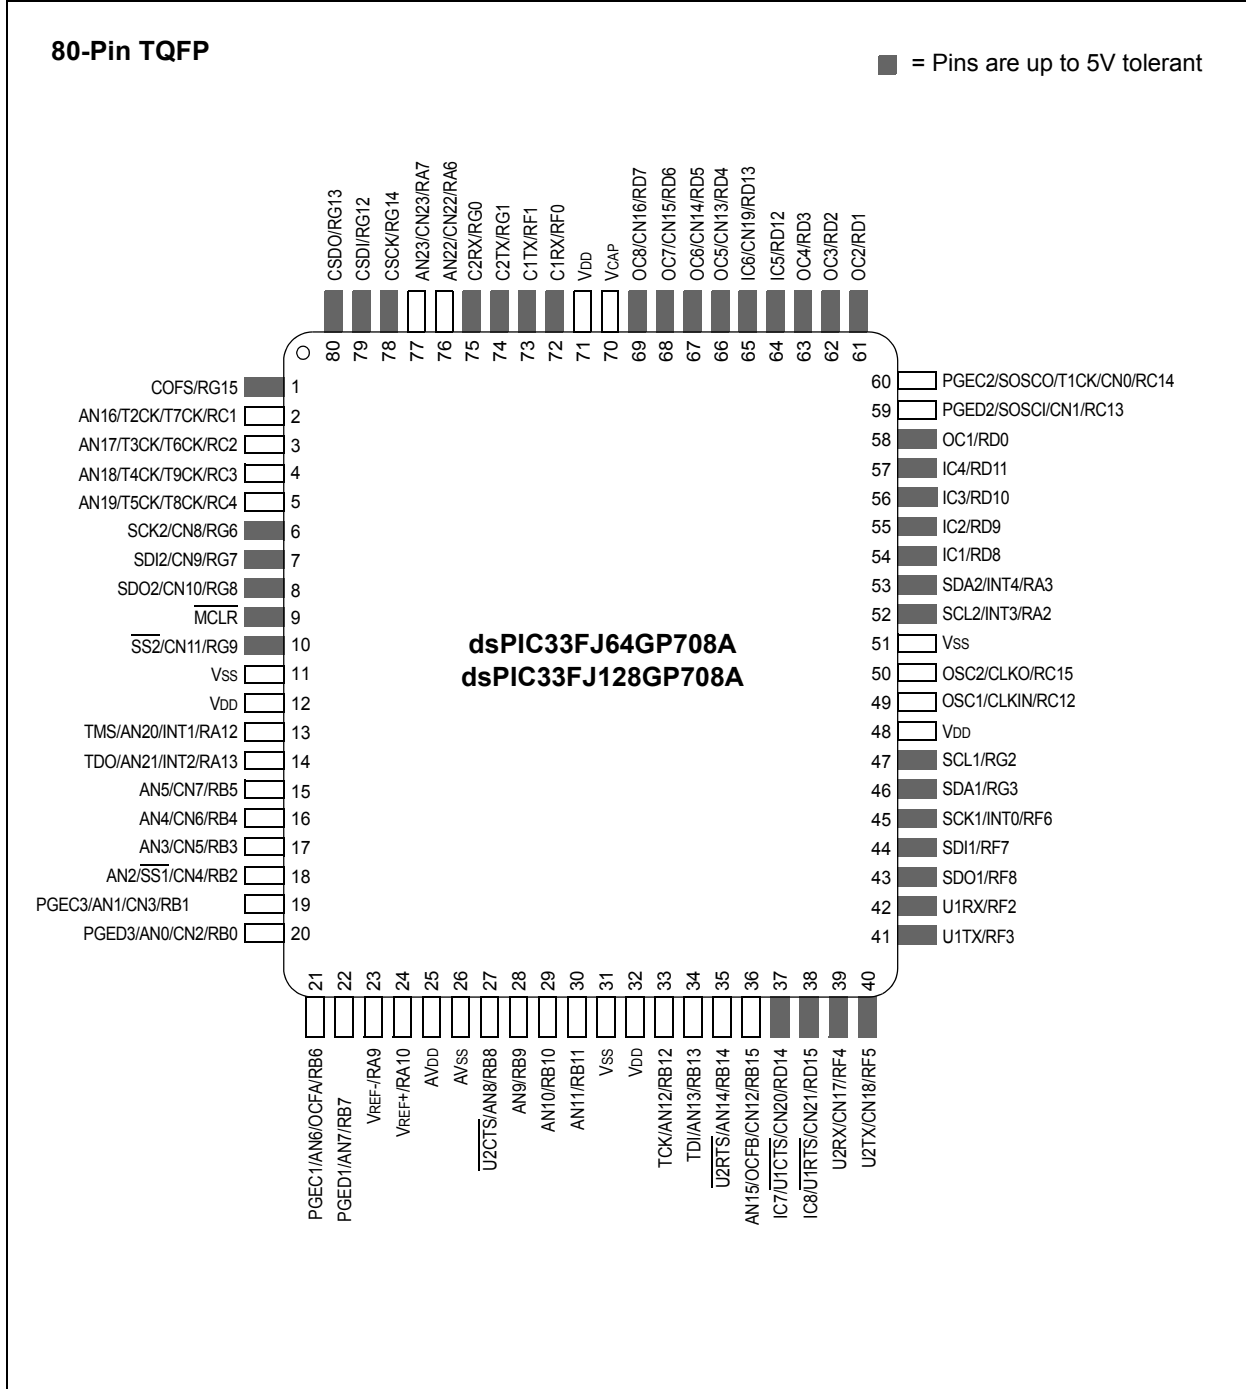 80-Pin TQFP
= Pins are up to 5V tolerant
CSDO/RG13
CSDI/RG12
CSCK/RG14
AN23/CN23/RA7
AN22/CN22/RA6
C2RX/RG0
C2TX/RG1
C1TX/RF1
C1RX/RF0
VDD
VCAP
OC8/CN16/RD7
OC7/CN15/RD6
OC6/CN14/RD5
OC5/CN13/RD4
IC6/CN19/RD13
IC5/RD12
OC4/RD3
OC3/RD2
OC2/RD1
80 79 78 77 76 75 74 73 72 71 70 69 68 67 66 65 64 63 62 61
COFS/RG15 1
AN16/T2CK/T7CK/RC1 2
AN17/T3CK/T6CK/RC2 3
AN18/T4CK/T9CK/RC3 4
AN19/T5CK/T8CK/RC4 5
SCK2/CN8/RG6 6
SDI2/CN9/RG7 7
SDO2/CN10/RG8 8
MCLR 9
SS2/CN11/RG9 10
VSS 11
VDD 12
TMS/AN20/INT1/RA12 13
TDO/AN21/INT2/RA13 14
AN5/CN7/RB5 15
AN4/CN6/RB4 16
AN3/CN5/RB3 17
AN2/SS1/CN4/RB2 18
PGEC3/AN1/CN3/RB1 19
PGED3/AN0/CN2/RB0 20
dsPIC33FJ64GP708A
dsPIC33FJ128GP708A
60 PGEC2/SOSCO/T1CK/CN0/RC14
59 PGED2/SOSCI/CN1/RC13
58 OC1/RD0
57 IC4/RD11
56 IC3/RD10
55 IC2/RD9
54 IC1/RD8
53 SDA2/INT4/RA3
52 SCL2/INT3/RA2
51 VSS
50 OSC2/CLKO/RC15
49 OSC1/CLKIN/RC12
48 VDD
47 SCL1/RG2
46 SDA1/RG3
45 SCK1/INT0/RF6
44 SDI1/RF7
43 SDO1/RF8
42 U1RX/RF2
41 U1TX/RF3
21 22 23 24 25 26 27 28 29 30 31 32 33 34 35 36 37 38 39 40
PGEC1/AN6/OCFA/RB6
PGED1/AN7/RB7
VREF-/RA9
VREF+/RA10
AVDD
AVSS
U2CTS/AN8/RB8
AN9/RB9
AN10/RB10
AN11/RB11
VSS
VDD
TCK/AN12/RB12
TDI/AN13/RB13
U2RTS/AN14/RB14
AN15/OCFB/CN12/RB15
IC7/U1CTS/CN20/RD14
IC8/U1RTS/CN21/RD15
U2RX/CN17/RF4
U2TX/CN18/RF5